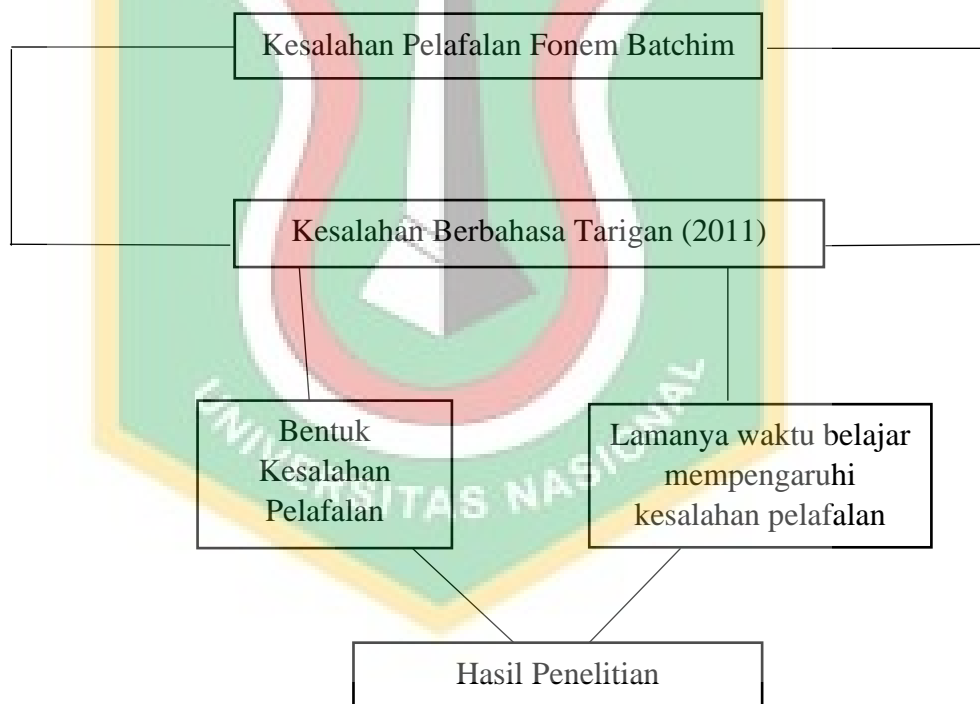 Kesalahan Pelafalan Fonem Batchim
Kesalahan Berbahasa Tarigan (2011)
Bentuk
Kesalahan
Pelafalan
Lamanya waktu belajar
mempengaruhi
kesalahan pelafalan
UNIVERSITAS NASIONAL
Hasil Penelitian